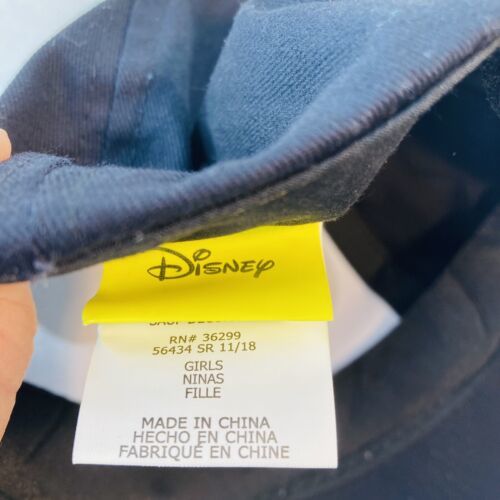 Disney
RN# 36299
56434 SR 11/18
GIRLS
NINAS
FILLE
MADE IN CHINA
HECHO EN CHINA
FABRIQUÉ EN CHINE